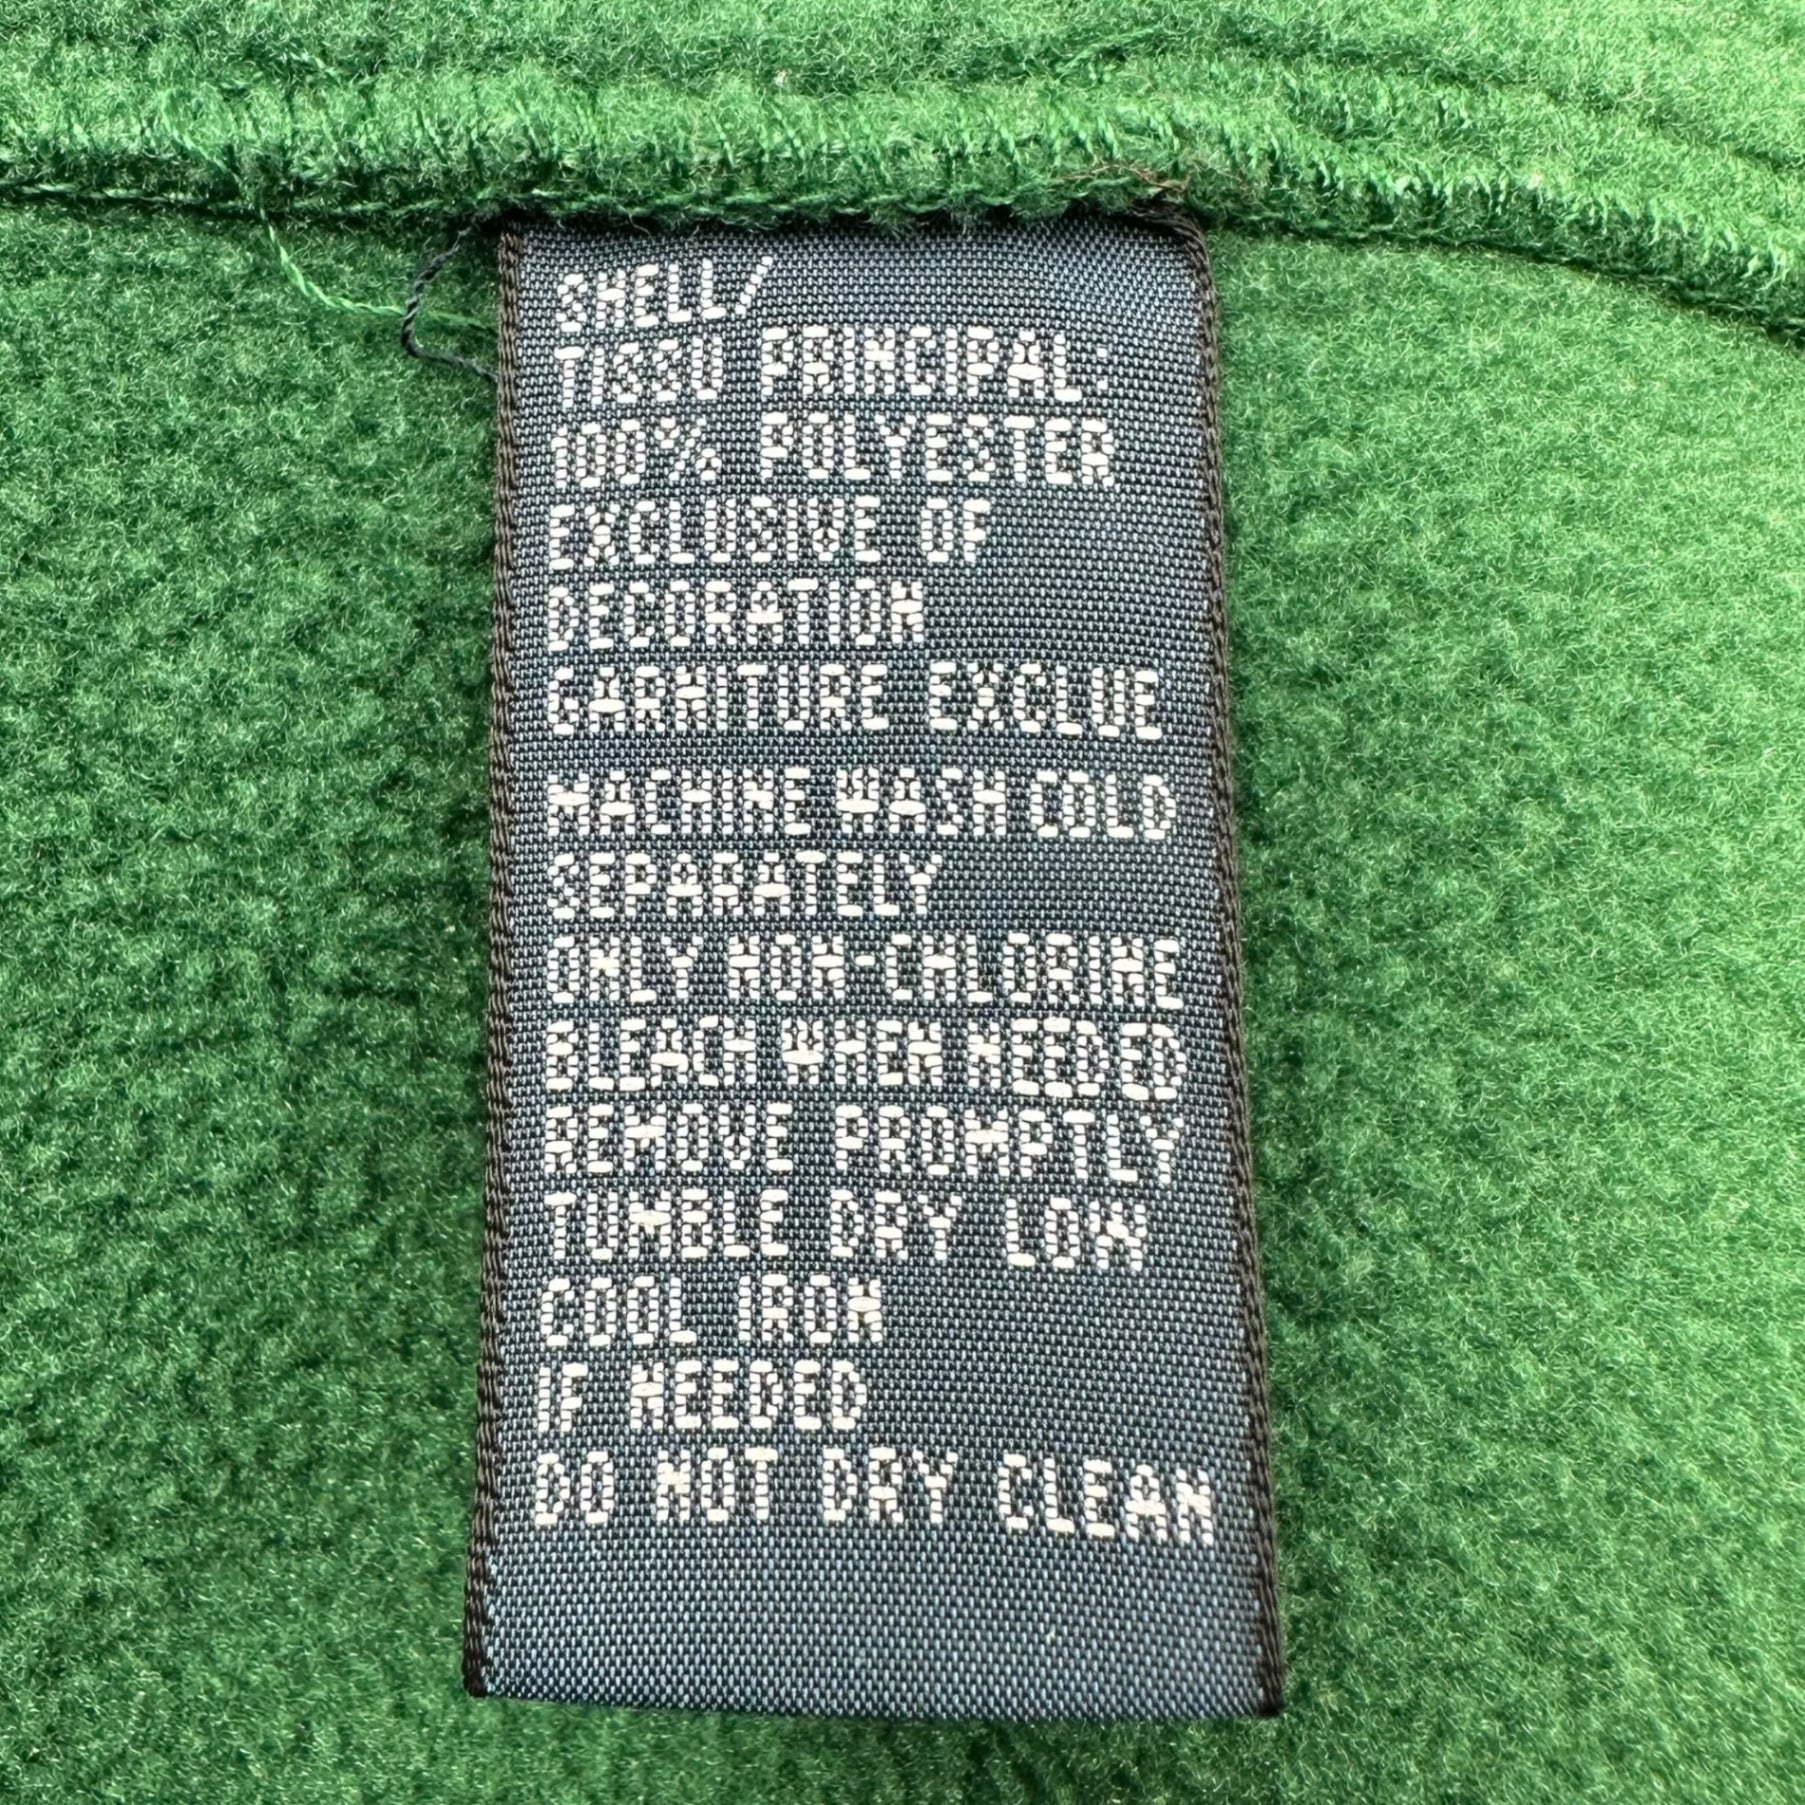 SHELL/
TISSU PRINCIPAL:
100% POLYESTER
EXCLUSIVE OF
DECORATION
GARNITURE EXCLUE
MACHINE WASH COLD
SEPARATELY
ONLY NON-CHLORINE
BLEACH WHEN NEEDED
REMOVE PROMPTLY
TUMBLE DRY LOW
COOL IRON
IF NEEDED
DO NOT DRY CLEAN